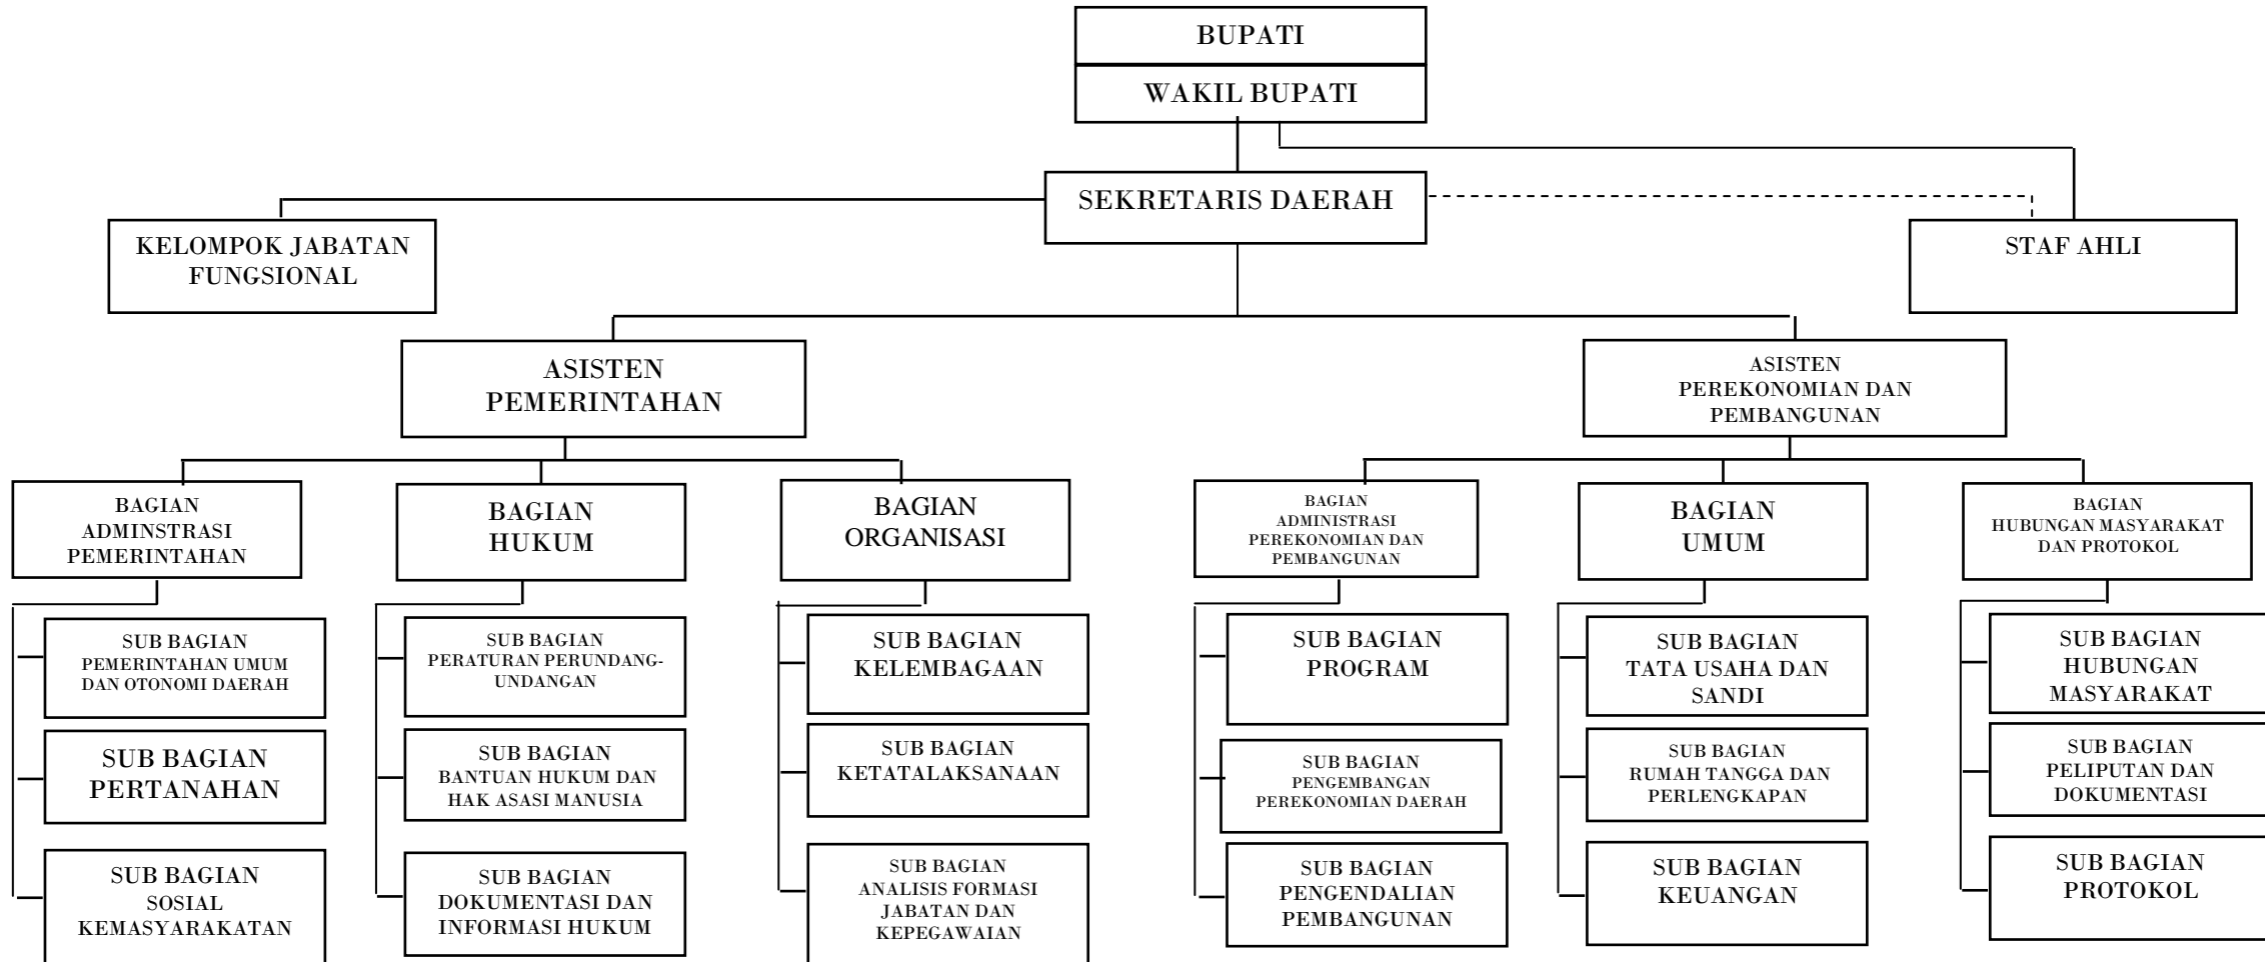 BUPATI
WAKIL BUPATI
SEKRETARIS DAERAH
KELOMPOK JABATAN
FUNGSIONAL
STAF AHLI
ASISTEN
PEMERINTAHAN
ASISTEN
PEREKONOMIAN DAN
PEMBANGUNAN
BAGIAN
ADMINSTRASI
PEMERINTAHAN
BAGIAN
HUKUM
BAGIAN
ORGANISASI
BAGIAN
ADMINISTRASI
PEREKONOMIAN DAN
PEMBANGUNAN
BAGIAN
UMUM
BAGIAN
HUBUNGAN MASYARAKAT
DAN PROTOKOL
SUB BAGIAN
PEMERINTAHAN UMUM
DAN OTONOMI DAERAH
SUB BAGIAN
PERATURAN PERUNDANG-
UNDANGAN
SUB BAGIAN
KELEMBAGAAN
SUB BAGIAN
PROGRAM
SUB BAGIAN
TATA USAHA DAN
SANDI
SUB BAGIAN
HUBUNGAN
MASYARAKAT
SUB BAGIAN
PERTANAHAN
SUB BAGIAN
BANTUAN HUKUM DAN
HAK ASASI MANUSIA
SUB BAGIAN
KETATALAKSANAAN
SUB BAGIAN
PENGEMBANGAN
PEREKONOMIAN DAERAH
SUB BAGIAN
RUMAH TANGGA DAN
PERLENGKAPAN
SUB BAGIAN
PELIPUTAN DAN
DOKUMENTASI
SUB BAGIAN
SOSIAL
KEMASYARAKATAN
SUB BAGIAN
DOKUMENTASI DAN
INFORMASI HUKUM
SUB BAGIAN
ANALISIS FORMASI
JABATAN DAN
KEPEGAWAIAN
SUB BAGIAN
PENGENDALIAN
PEMBANGUNAN
SUB BAGIAN
KEUANGAN
SUB BAGIAN
PROTOKOL